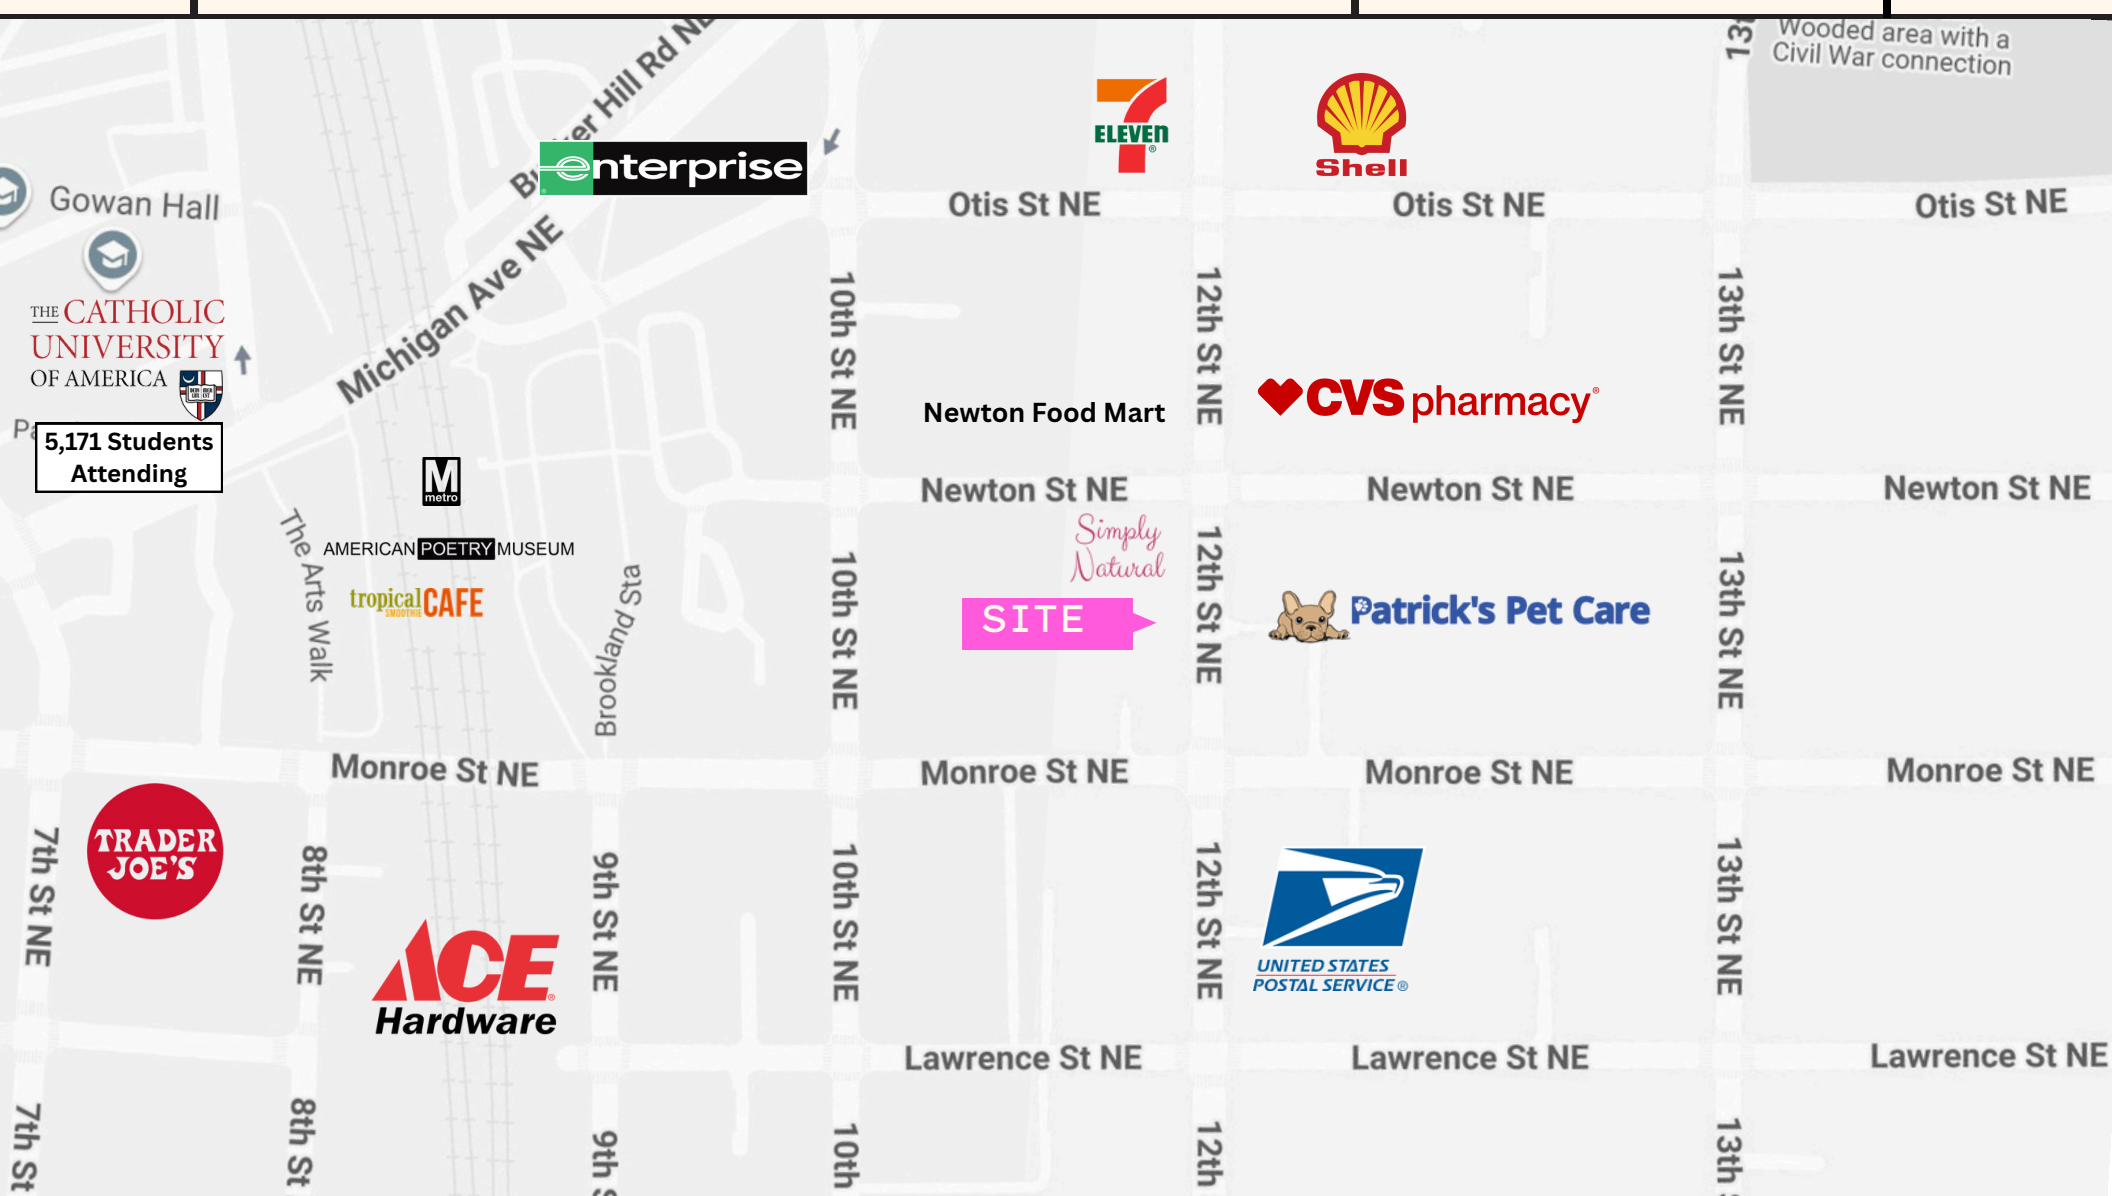 Wooded area with a
Civil War connection
Hill Rd NE
enterprise
7
ELEVEN
Shell
Gowan Hall
Otis St NE
Otis St NE
Otis St NE
Michigan Ave NE
THE CATHOLIC
UNIVERSITY
OF AMERICA
5,171 Students
Attending
10th St NE
12th St NE
13th St NE
Newton Food Mart
CVS pharmacy®
M
metro
Newton St NE
Newton St NE
Newton St NE
The Arts Walk
AMERICAN POETRY MUSEUM
tropical CAFE
SMOOTHIE
Brookland Sta
Simply
Natural
SITE
10th St NE
12th St NE
Patrick's Pet Care
13th St NE
Monroe St NE
Monroe St NE
Monroe St NE
Monroe St NE
TRADER
JOE'S
7th St NE
8th St NE
ACE
Hardware
9th St NE
10th St NE
12th St NE
UNITED STATES
POSTAL SERVICE®
13th St NE
Lawrence St NE
Lawrence St NE
Lawrence St NE
7th St
8th St
9th S
10th
12th
13th